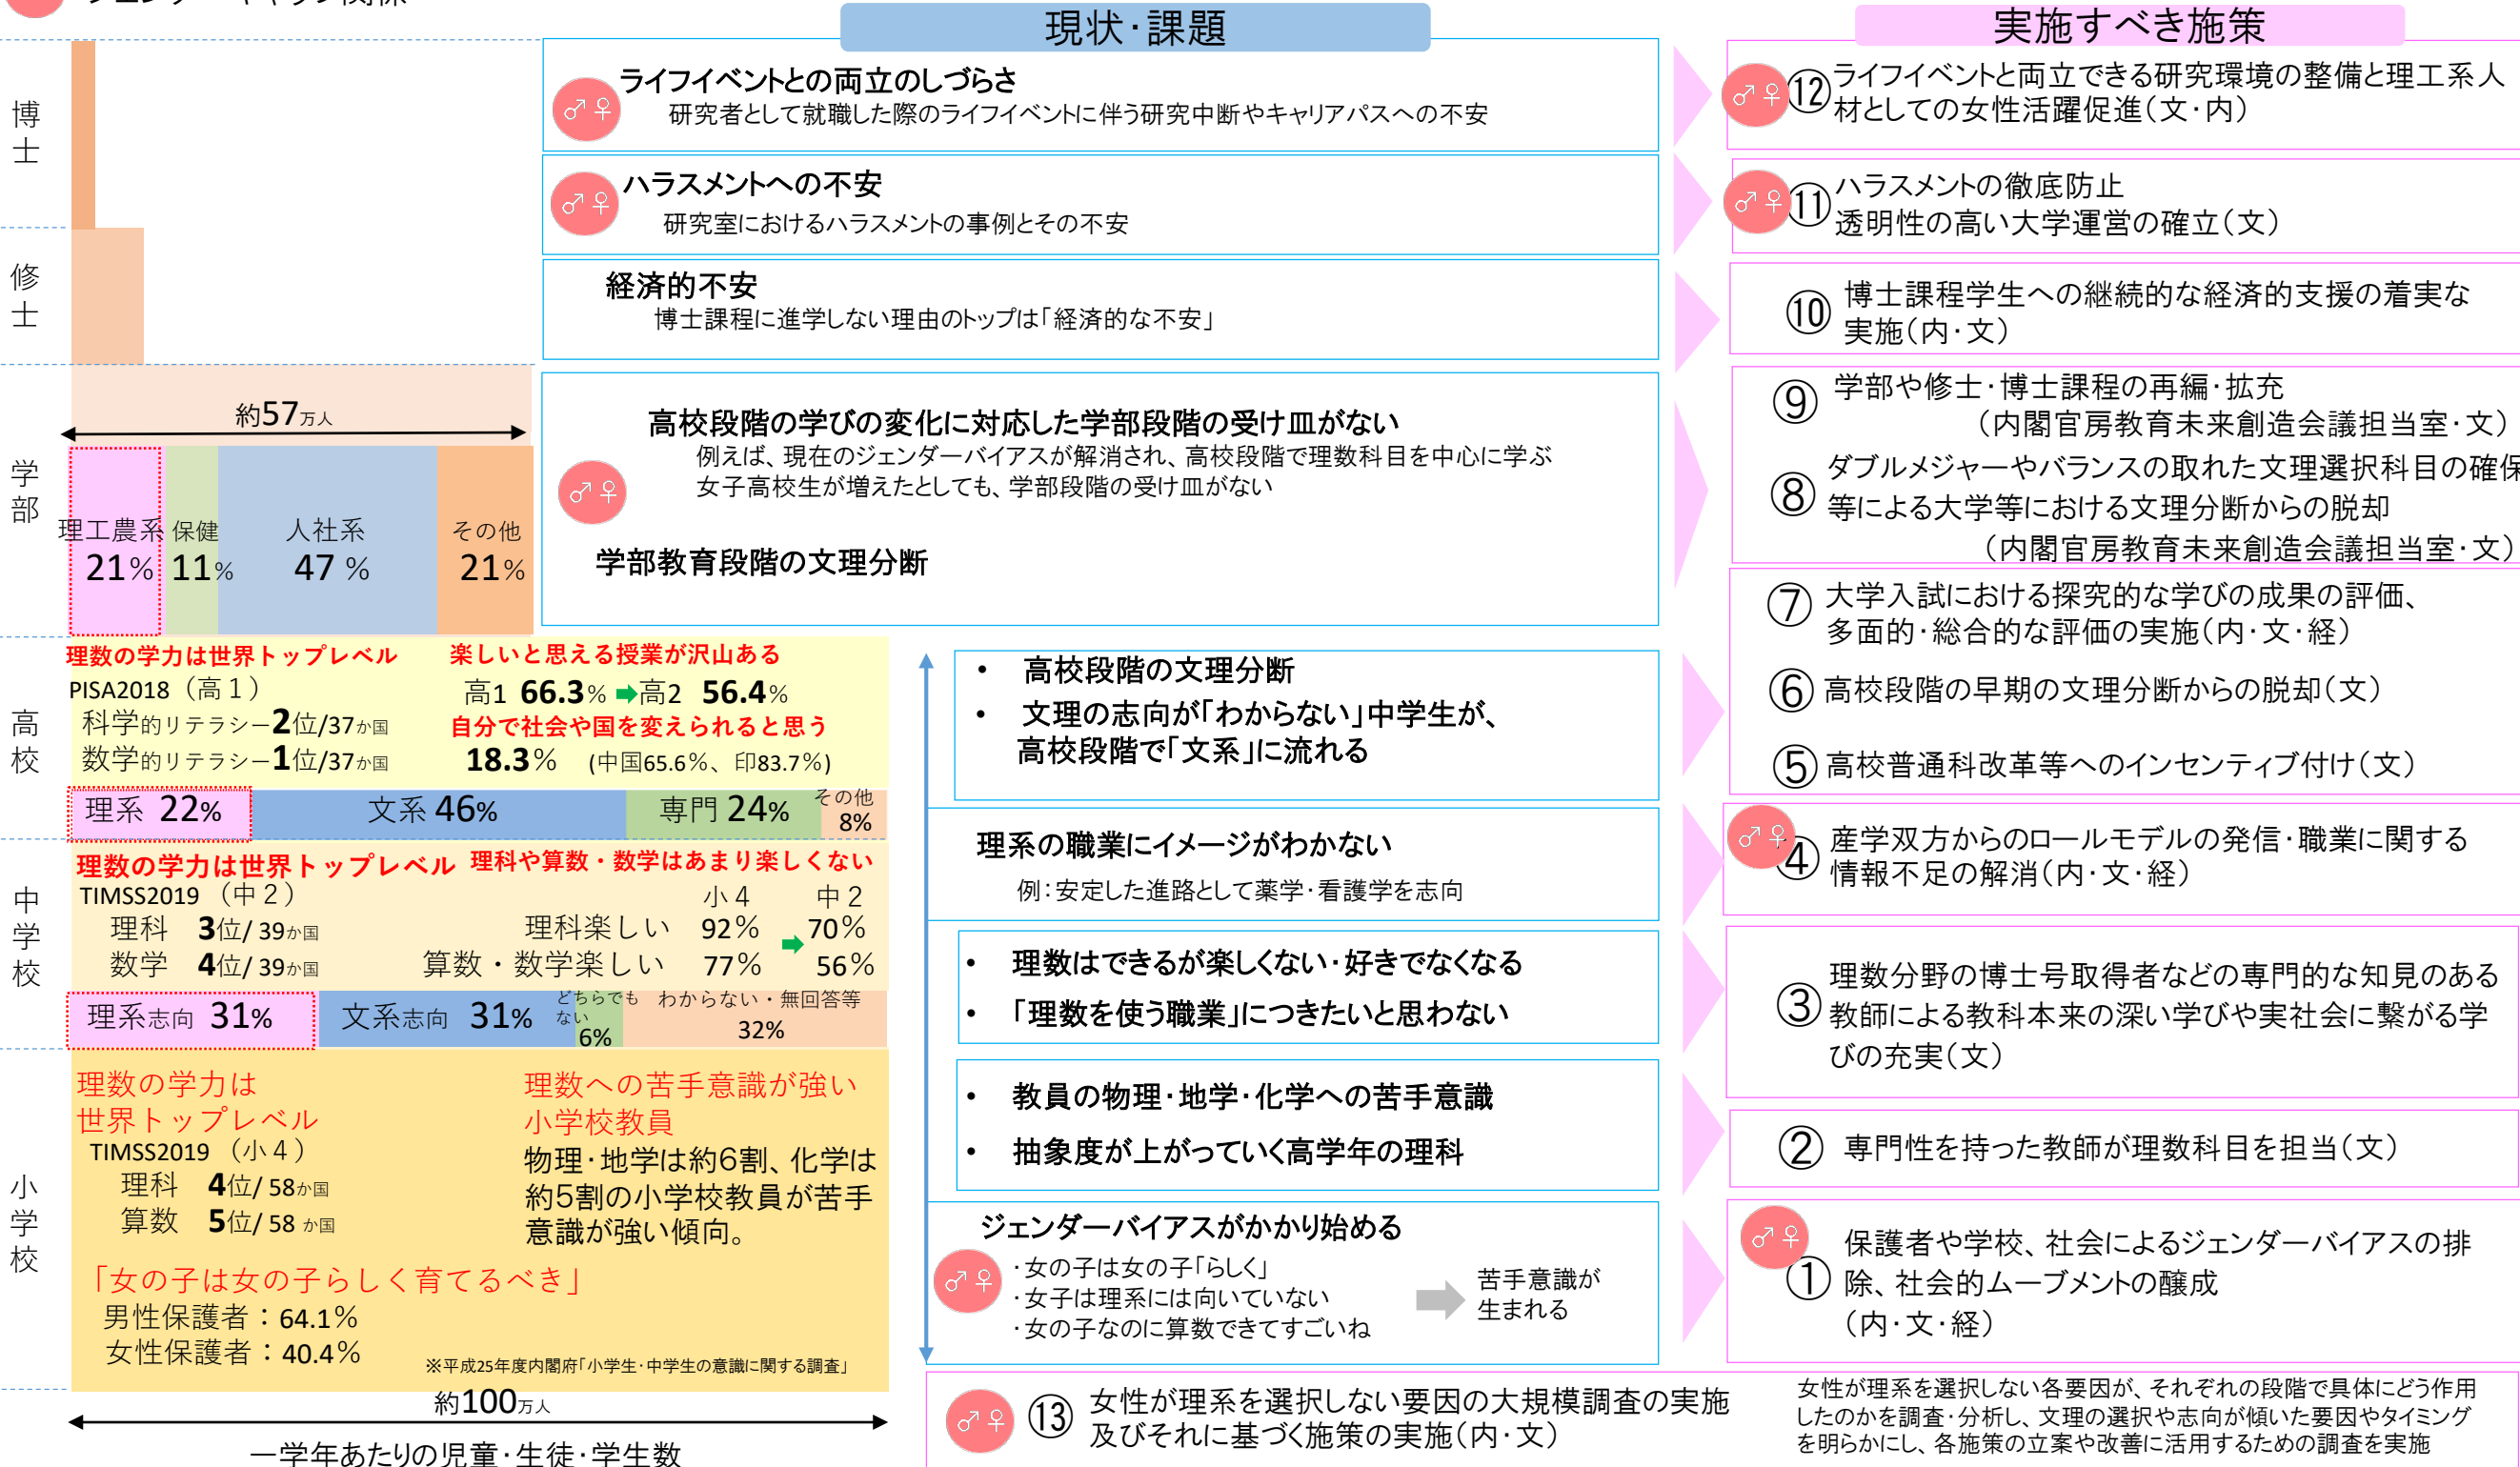 現状・課題
実施すべき施策
博士
ライフイベントとの両立のしづらさ
研究者として就職した際のライフイベントに伴う研究中断やキャリアパスへの不安
⑫ライフイベントと両立できる研究環境の整備と理工系人
材としての女性活躍促進（文・内）
ハラスメントへの不安
研究室におけるハラスメントの事例とその不安
⑪ハラスメントの徹底防止
透明性の高い大学運営の確立（文）
修士
経済的不安
博士課程に進学しない理由のトップは「経済的な不安」
⑩博士課程学生への継続的な経済的支援の着実な
実施（内・文）
学部
約57万人
理工農系 21%
保健 11%
人社系 47 %
その他 21%
高校段階の学びの変化に対応した学部段階の受け皿がない
例えば、現在のジェンダーバイアスが解消され、高校段階で理数科目を中心に学ぶ
女子高校生が増えたとしても、学部段階の受け皿がない
学部教育段階の文理分断
⑨学部や修士・博士課程の再編・拡充
（内閣官房教育未来創造会議担当室・文）
⑧ダブルメジャーやバランスの取れた文理選択科目の確保
等による大学等における文理分断からの脱却
（内閣官房教育未来創造会議担当室・文）
⑦大学入試における探究的な学びの成果の評価、
多面的・総合的な評価の実施（内・文・経）
⑥高校段階の早期の文理分断からの脱却（文）
⑤高校普通科改革等へのインセンティブ付け（文）
高校
理数の学力は世界トップレベル
PISA2018（高１）
科学的リテラシー2位/37か国
数学的リテラシー1位/37か国
楽しいと思える授業が沢山ある
高1 66.3% 高2 56.4%
自分で社会や国を変えられると思う
18.3% (中国65.6%、印83.7%)
理系 22%
文系 46%
専門 24%
その他 8%
・ 高校段階の文理分断
・ 文理の志向が「わからない」中学生が、
高校段階で「文系」に流れる
理系の職業にイメージがわかない
例：安定した進路として薬学・看護学を志向
④産学双方からのロールモデルの発信・職業に関する
情報不足の解消（内・文・経）
中学校
理数の学力は世界トップレベル
TIMSS2019（中２）
理科 3位/ 39か国
数学 4位/ 39か国
理科や算数・数学はあまり楽しくない
小４ 中２
理科楽しい 92% 70%
算数・数学楽しい 77% 56%
理系志向 31%
文系志向 31%
どちらでも
ない
6%
わからない・無回答等
32%
・ 理数はできるが楽しくない・好きでなくなる
・ 「理数を使う職業」につきたいと思わない
③理数分野の博士号取得者などの専門的な知見のある
教師による教科本来の深い学びや実社会に繋がる学
びの充実（文）
小学校
理数の学力は
世界トップレベル
TIMSS2019（小４）
理科 4位/ 58か国
算数 5位/ 58 か国
理数への苦手意識が強い
小学校教員
物理・地学は約6割、化学は
約5割の小学校教員が苦手
意識が強い傾向。
「女の子は女の子らしく育てるべき」
男性保護者：64.1%
女性保護者：40.4%
※平成25年度内閣府「小学生・中学生の意識に関する調査」
・ 教員の物理・地学・化学への苦手意識
・ 抽象度が上がっていく高学年の理科
②専門性を持った教師が理数科目を担当（文）
ジェンダーバイアスがかかり始める
・女の子は女の子「らしく」
・女子は理系には向いていない
・女の子なのに算数できてすごいね
苦手意識が
生まれる
①保護者や学校、社会によるジェンダーバイアスの排
除、社会的ムーブメントの醸成
（内・文・経）
約100万人
一学年あたりの児童・生徒・学生数
⑬女性が理系を選択しない要因の大規模調査の実施
及びそれに基づく施策の実施（内・文）
女性が理系を選択しない各要因が、それぞれの段階で具体にどう作用
したのかを調査・分析し、文理の選択や志向が傾いた要因やタイミング
を明らかにし、各施策の立案や改善に活用するための調査を実施